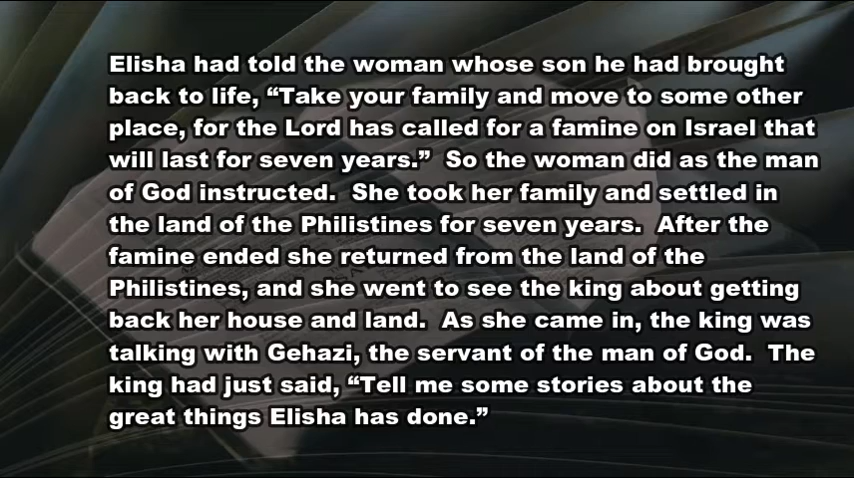 Elisha had told the woman whose son he had brought
back to life, “Take your family and move to some other
place, for the Lord has called for a famine on Israel that
will last for seven years.”  So the woman did as the man
of God instructed.  She took her family and settled in
the land of the Philistines for seven years.  After the
famine ended she returned from the land of the
Philistines, and she went to see the king about getting
back her house and land.  As she came in, the king was
talking with Gehazi, the servant of the man of God.  The
king had just said, “Tell me some stories about the
great things Elisha has done.”